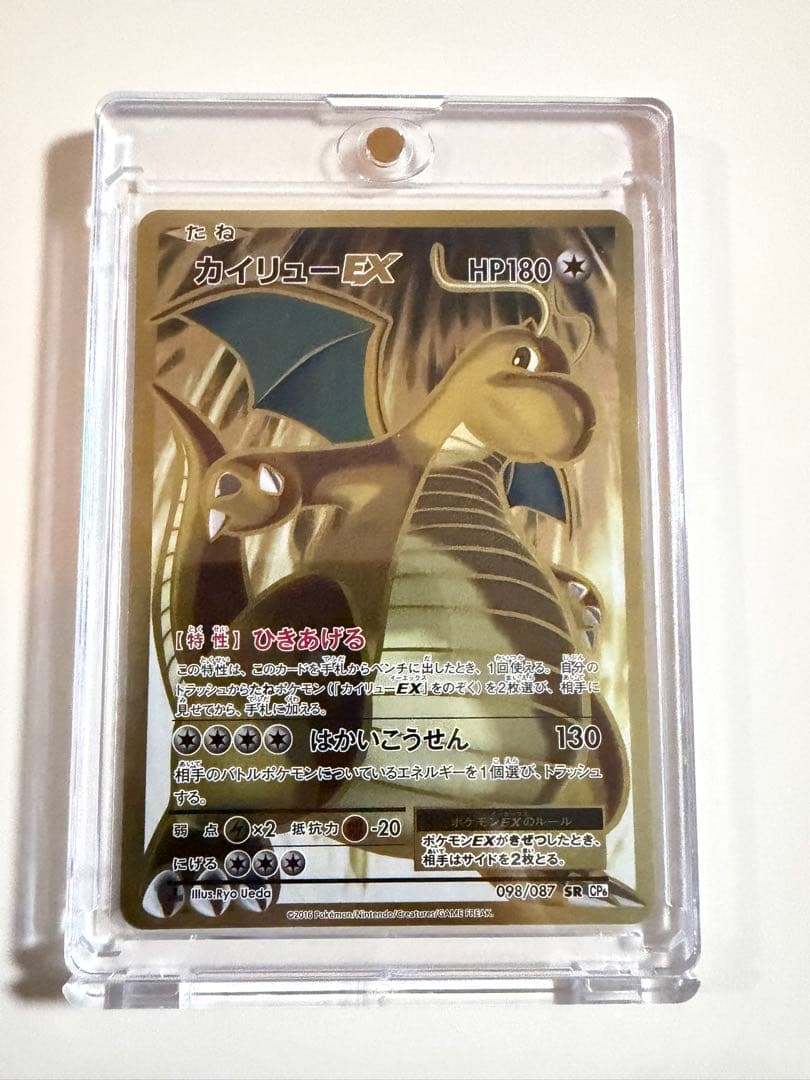 たね
カイリューEX HP180
【特性】 ひきあげる
この特性は、このカードを手札からベンチに出したとき、1回使える。自分の
トラッシュからたねポケモン(「カイリューEX」をのぞく)を2枚選び、相手に
見せてから、手札に加える。
はかいこうせん 130
相手のバトルポケモンについているエネルギーを1個選び、トラッシュ
する。
弱点 ×2 抵抗力 -20
にげる
ポケモンEXのルール
ポケモンEXがきぜつしたとき、
相手はサイドを2枚とる。
Illus. Ryo Ueda 098/087 SR CP6
©2016 Pokémon/Nintendo/Creatures/GAME FREAK.